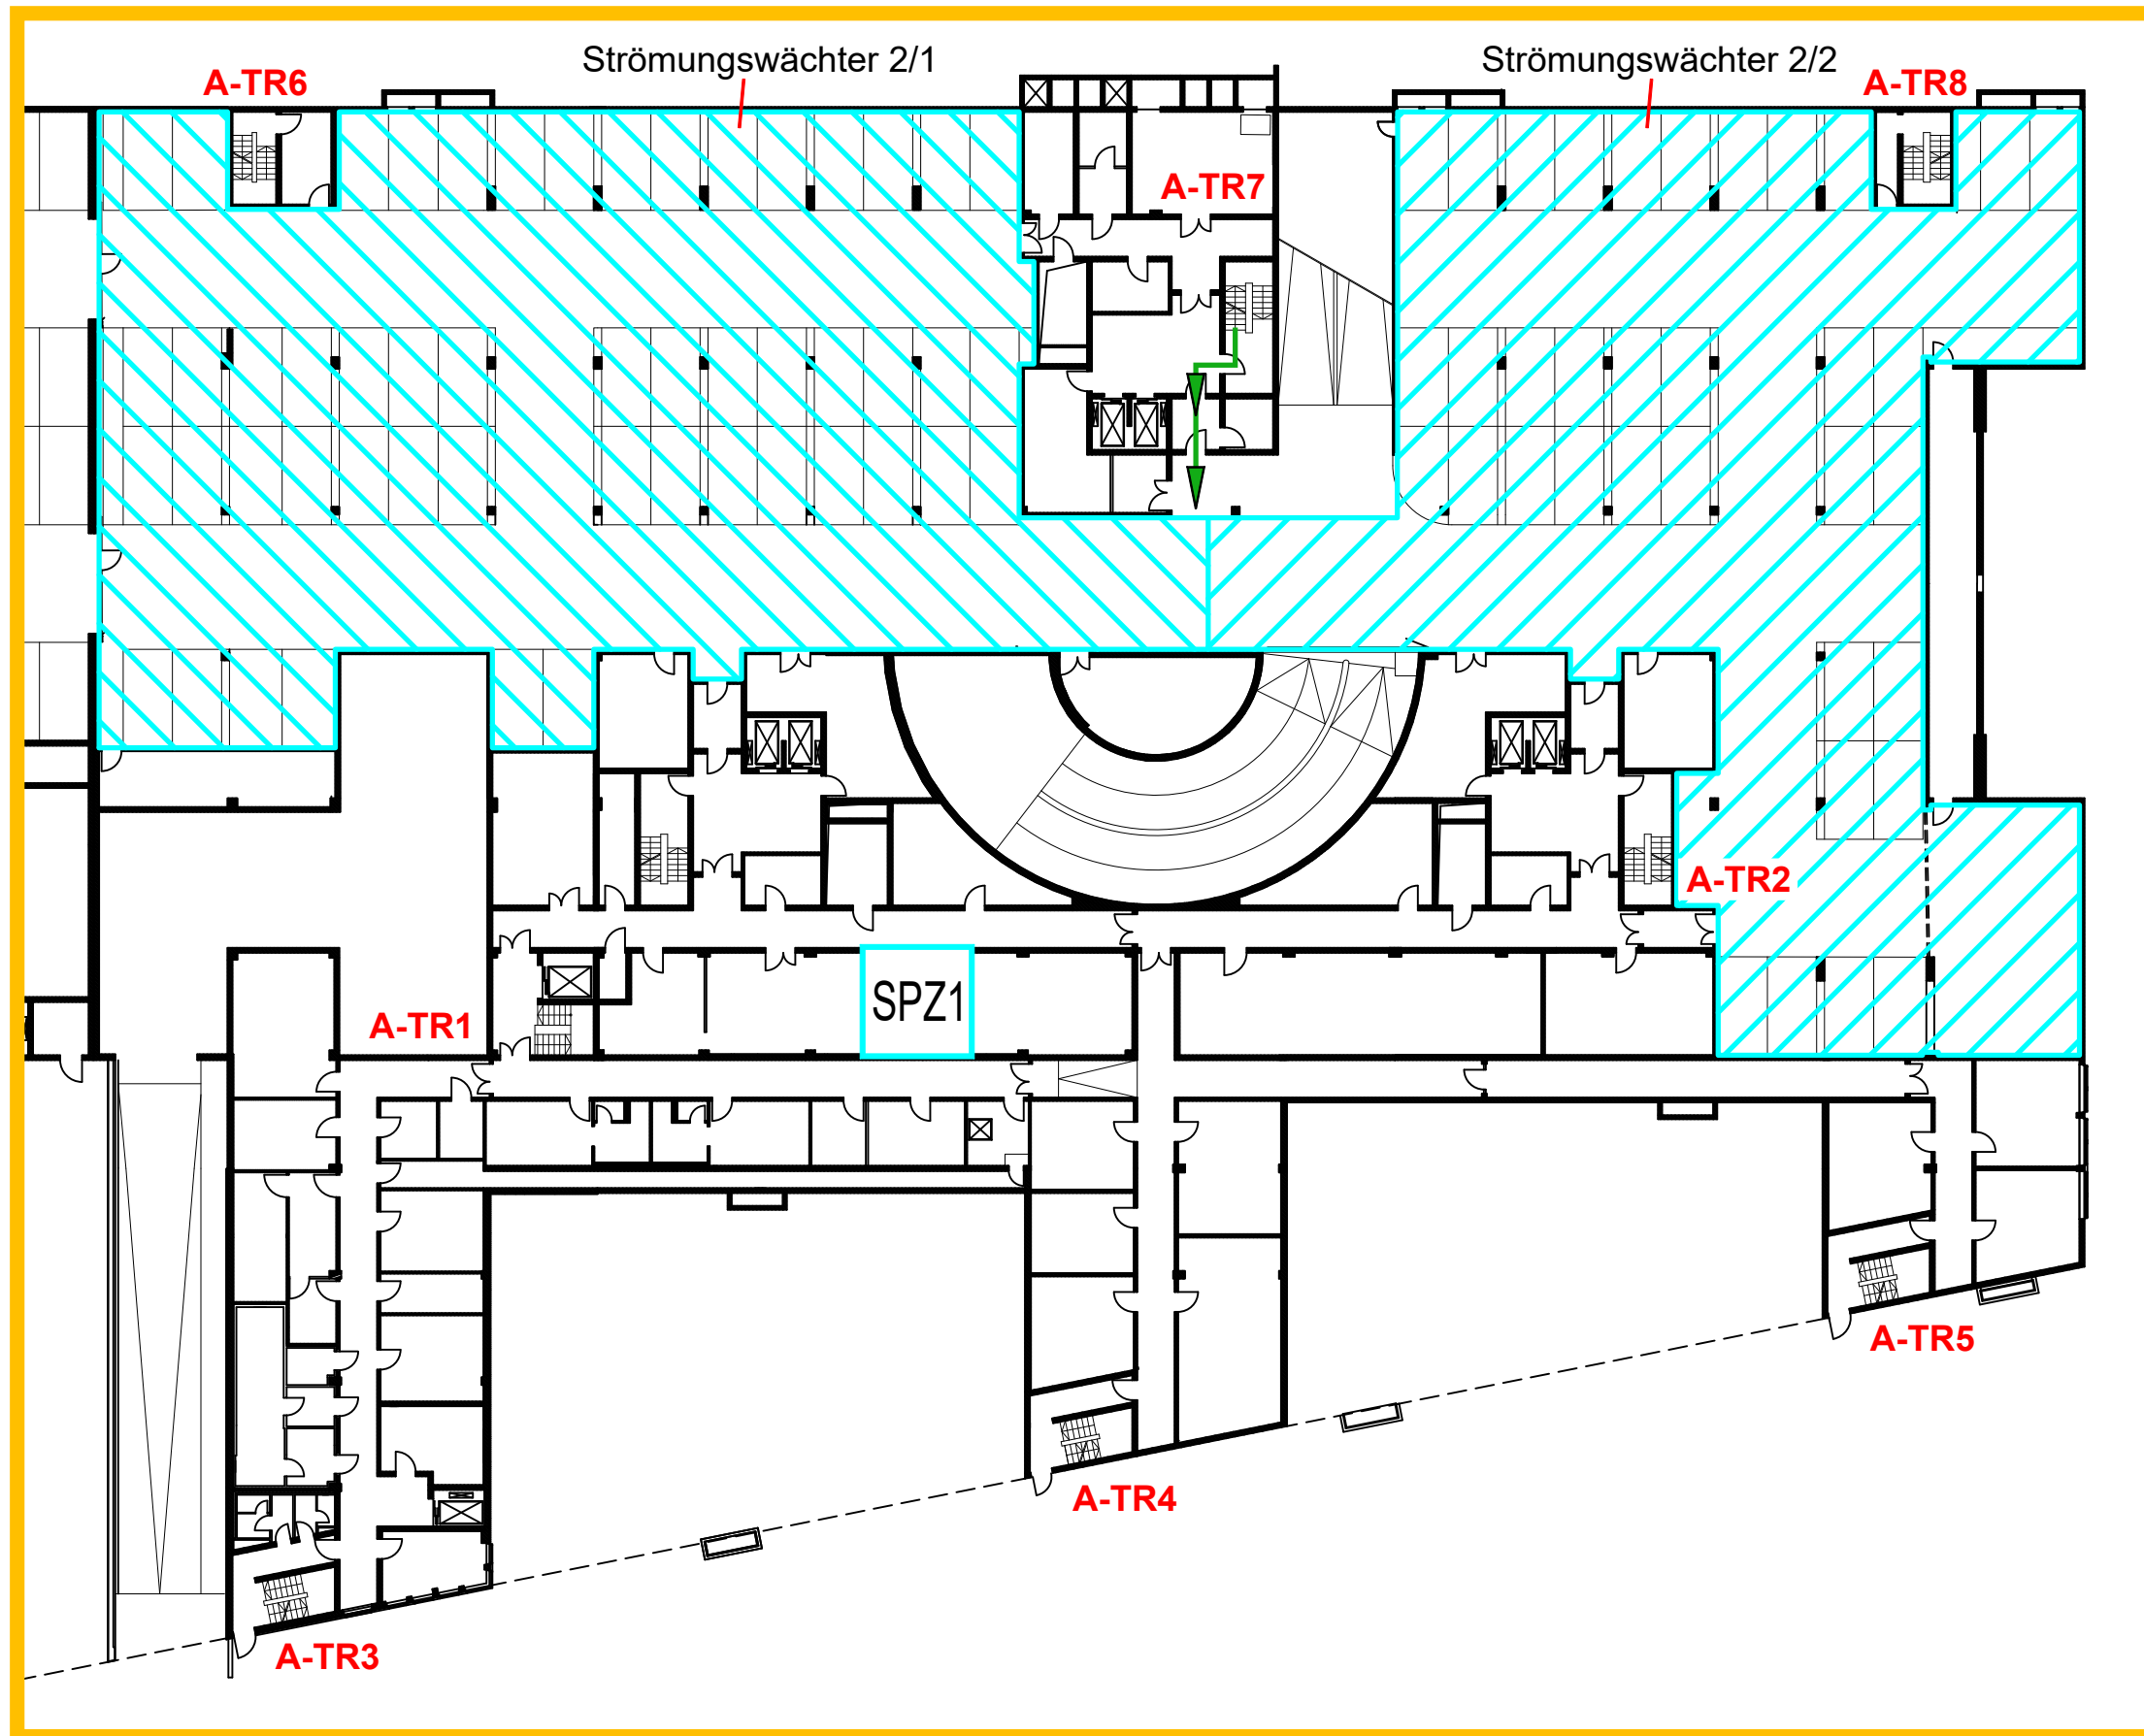 Strömungswächter 2/1
Strömungswächter 2/2
A-TR6
A-TR8
A-TR7
A-TR2
SPZ1
A-TR1
A-TR5
A-TR4
A-TR3